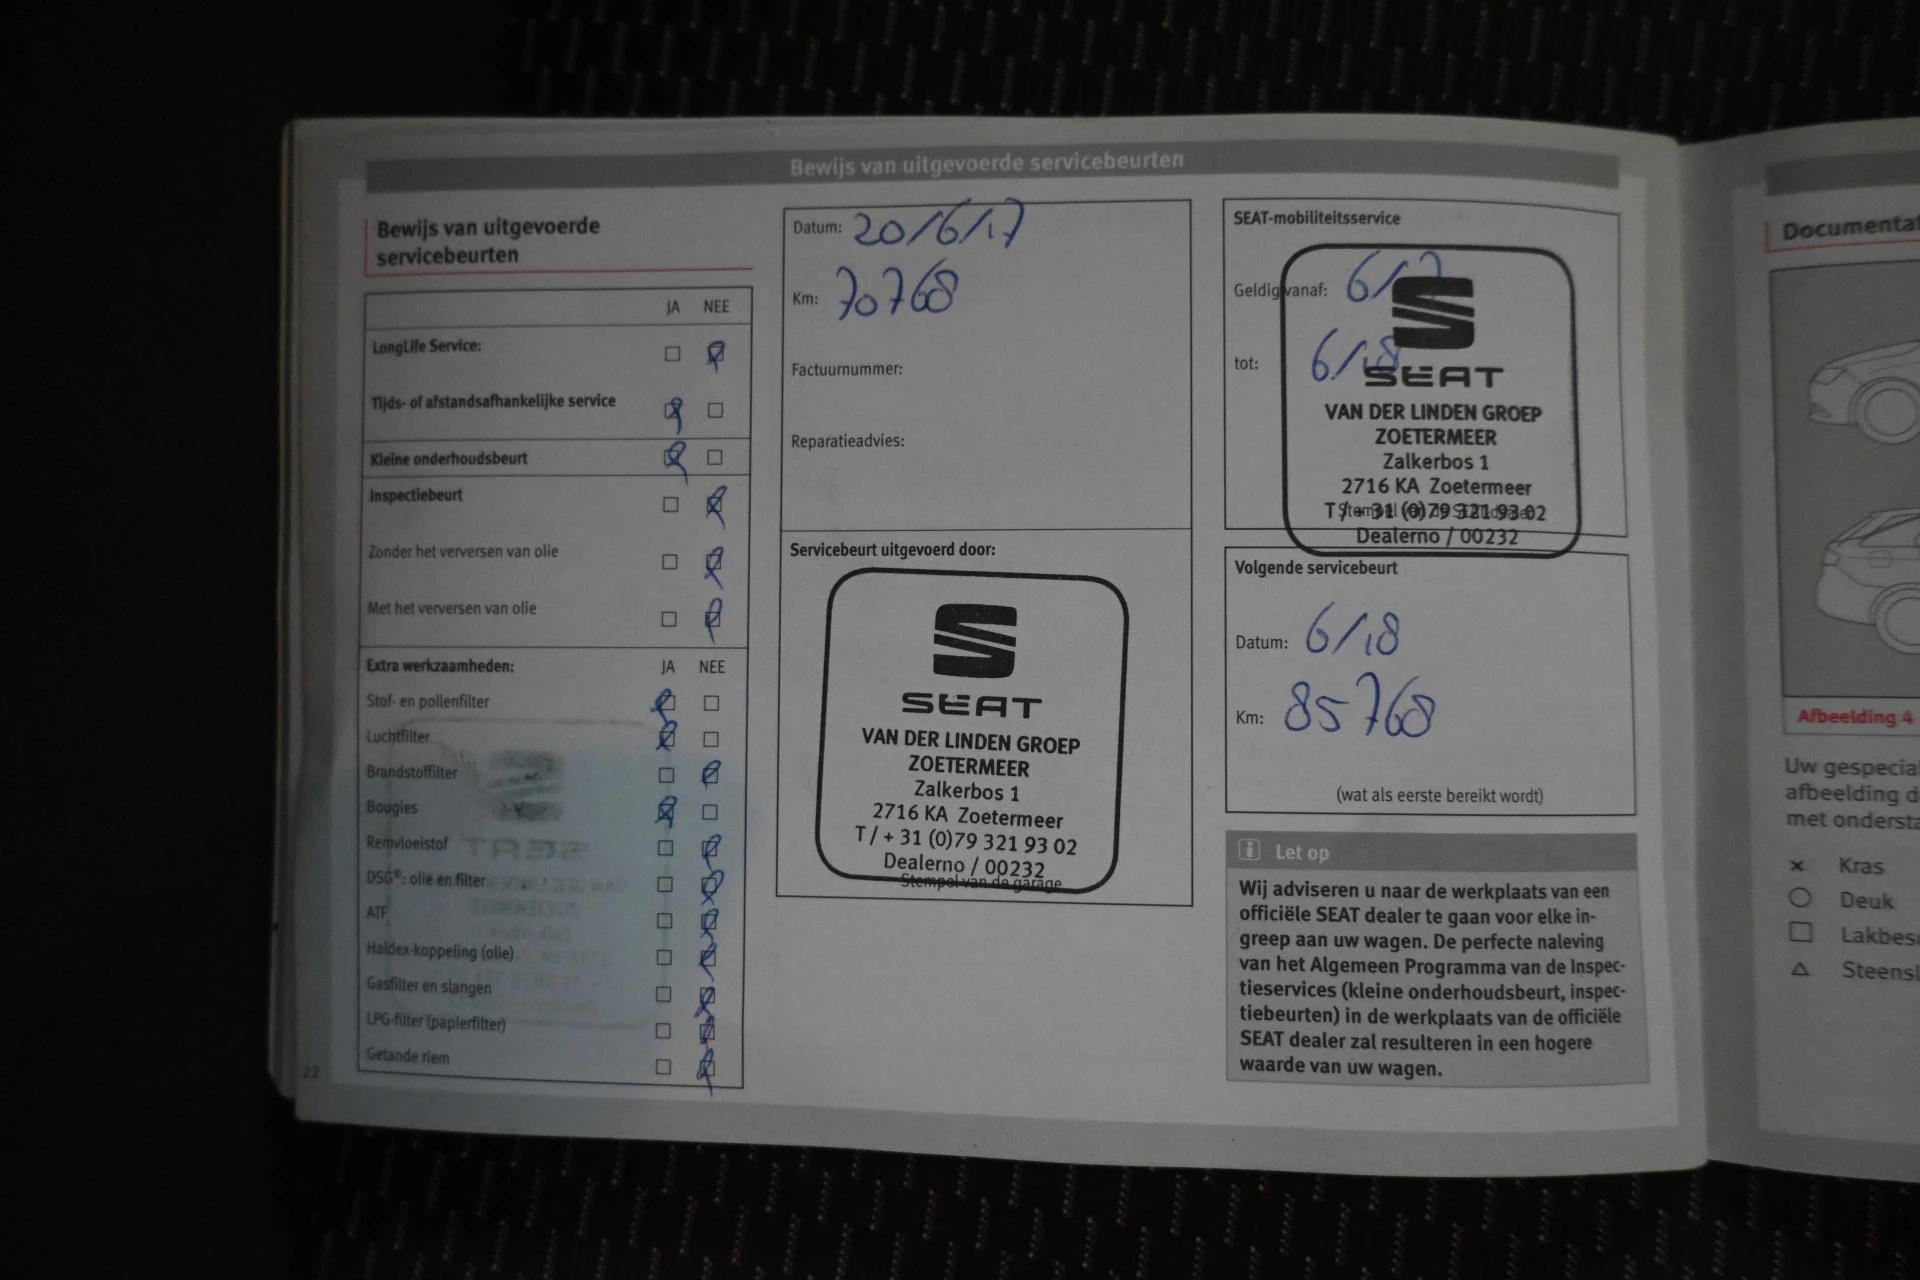 Bewijs van uitgevoerde servicebeurten
Bewijs van uitgevoerde
servicebeurten
JA NEE
LongLife Service:
Tijds- of afstandsafhankelijke service
Kleine onderhoudsbeurt
Inspectiebeurt
Zonder het verversen van olie
Met het verversen van olie
Extra werkzaamheden: JA NEE
Stof- en pollenfilter
Luchtfilter
Brandstoffilter
Bougies
Remvloeistof
DSG®: olie en filter
ATF
Haldex-koppeling (olie)
Gasfilter en slangen
LPG-filter (papierfilter)
Getande riem
22
Datum: 20/6/17
Km: 70768
Factuurnummer:
Reparatieadvies:
Servicebeurt uitgevoerd door:
SEAT
VAN DER LINDEN GROEP
ZOETERMEER
Zalkerbos 1
2716 KA Zoetermeer
T / + 31 (0)79 321 93 02
Dealerno / 00232
Stempel van de garage
SEAT-mobiliteitsservice
Geldig vanaf: 6/17
tot: 6/18
SEAT
VAN DER LINDEN GROEP
ZOETERMEER
Zalkerbos 1
2716 KA Zoetermeer
T / + 31 (0)79 321 93 02
Dealerno / 00232
Volgende servicebeurt
Datum: 6/18
Km: 85768
(wat als eerste bereikt wordt)
i Let op
Wij adviseren u naar de werkplaats van een
officiële SEAT dealer te gaan voor elke in-
greep aan uw wagen. De perfecte naleving
van het Algemeen Programma van de Inspec-
tieservices (kleine onderhoudsbeurt, inspec-
tiebeurten) in de werkplaats van de officiële
SEAT dealer zal resulteren in een hogere
waarde van uw wagen.
Afbeelding 4
Uw
afbeelding
met
Kras
Deuk